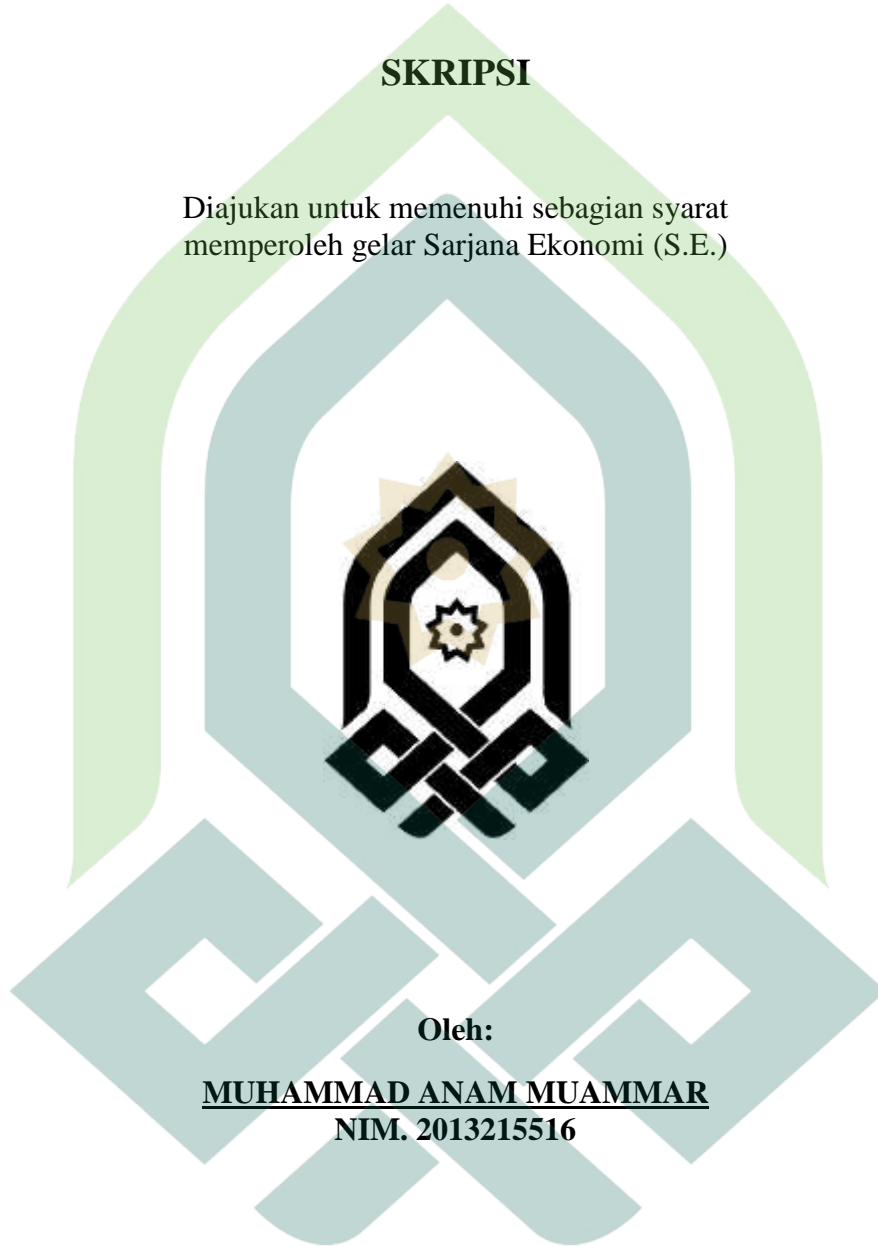 SKRIPSI
Diajukan untuk memenuhi sebagian syarat
memperoleh gelar Sarjana Ekonomi (S.E.)
Oleh:
MUHAMMAD ANAM MUAMMAR
NIM. 2013215516